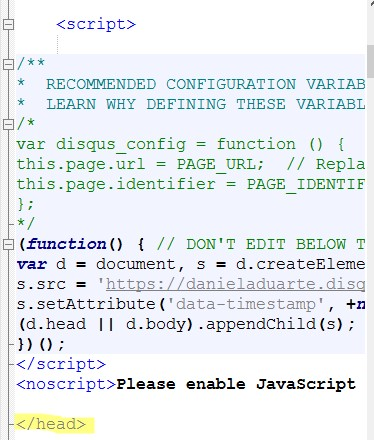 <script>
/**
* RECOMMENDED CONFIGURATION VARIAB
* LEARN WHY DEFINING THESE VARIABL
/*
var disqus_config = function () {
this.page.url = PAGE_URL;  // Repla
this.page.identifier = PAGE_IDENTIF
};
*/
(function() { // DON'T EDIT BELOW T
var d = document, s = d.createEleme
s.src = 'https://danieladuarte.disq
s.setAttribute('data-timestamp', +n
(d.head || d.body).appendChild(s);
})();
</script>
<noscript>Please enable JavaScript
</head>